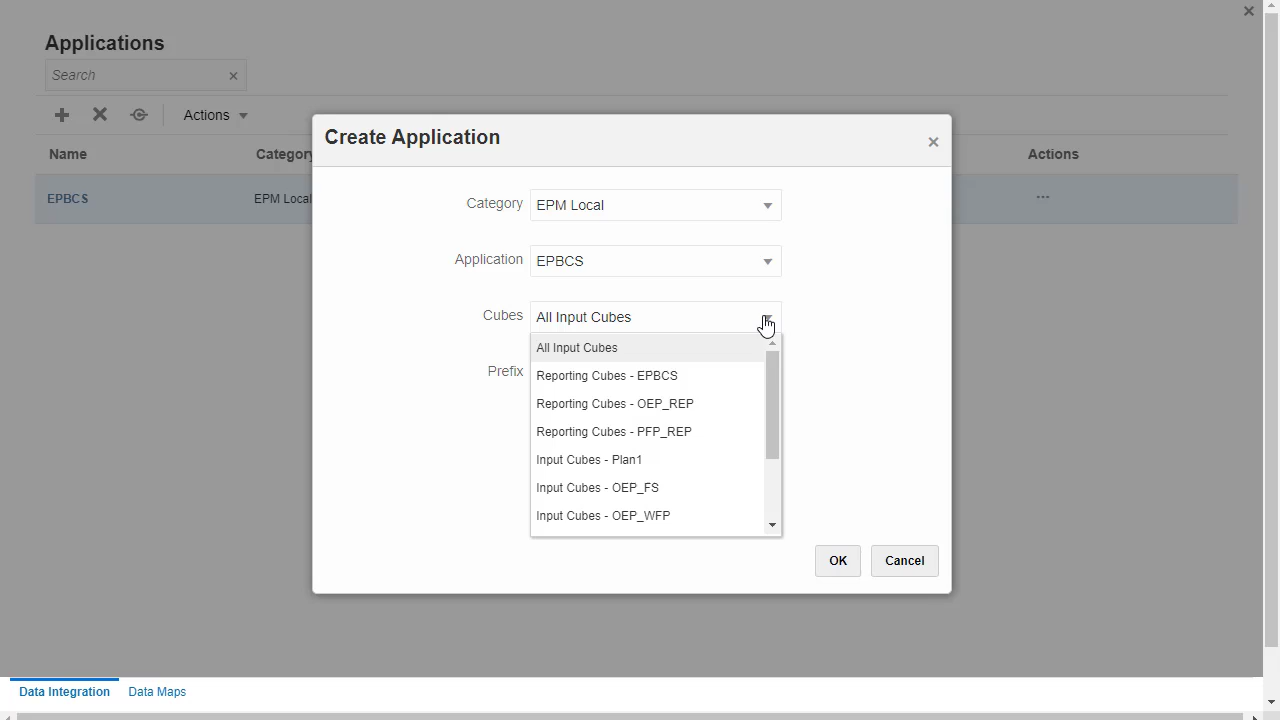 Applications
Search
Actions
Name Category Actions
EPBCS EPM Local ...
Create Application
Category EPM Local
Application EPBCS
Cubes All Input Cubes
All Input Cubes
Reporting Cubes - EPBCS
Prefix
Reporting Cubes - OEP_REP
Reporting Cubes - PFP_REP
Input Cubes - Plan1
Input Cubes - OEP_FS
Input Cubes - OEP_WFP
OK Cancel
Data Integration Data Maps